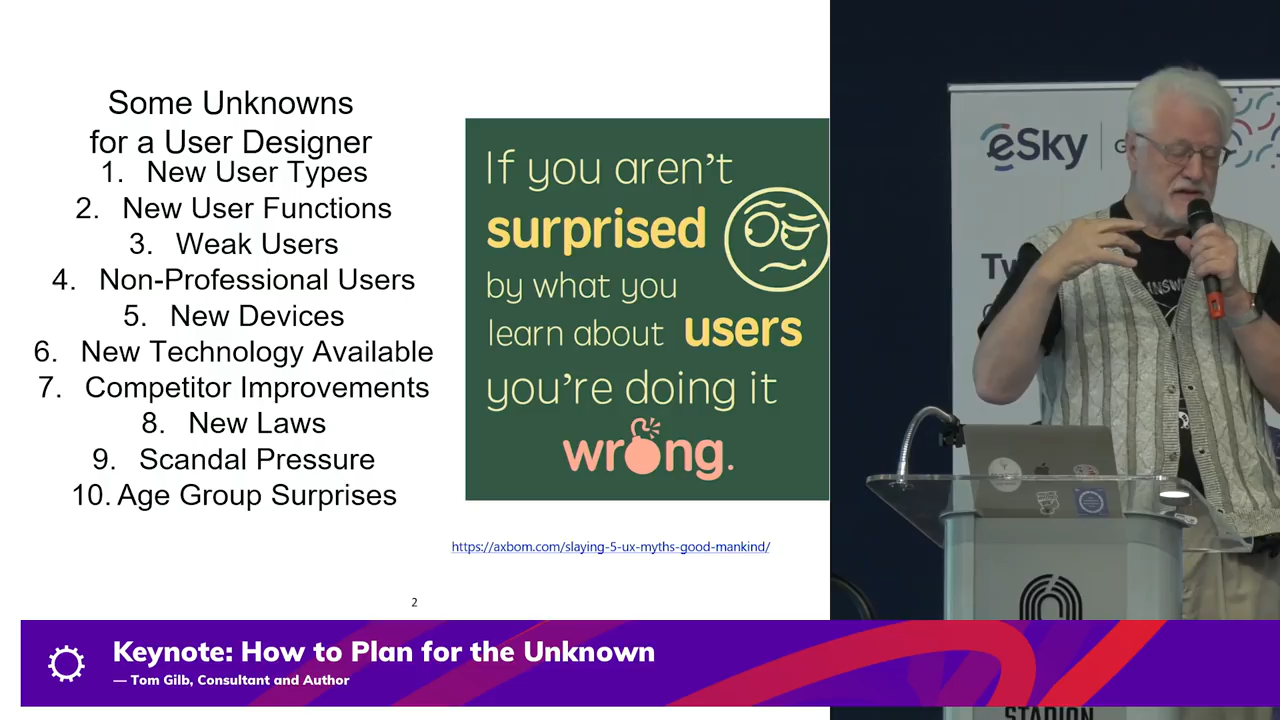 Some Unknowns
for a User Designer
1. New User Types
2. New User Functions
3. Weak Users
4. Non-Professional Users
5. New Devices
6. New Technology Available
7. Competitor Improvements
8. New Laws
9. Scandal Pressure
10. Age Group Surprises
If you aren't
surprised
by what you
learn about users
you're doing it
wrong.
https://axbom.com/slaying-5-ux-myths-good-mankind/
2
eSky
Keynote: How to Plan for the Unknown
— Tom Gilb, Consultant and Author
STADION